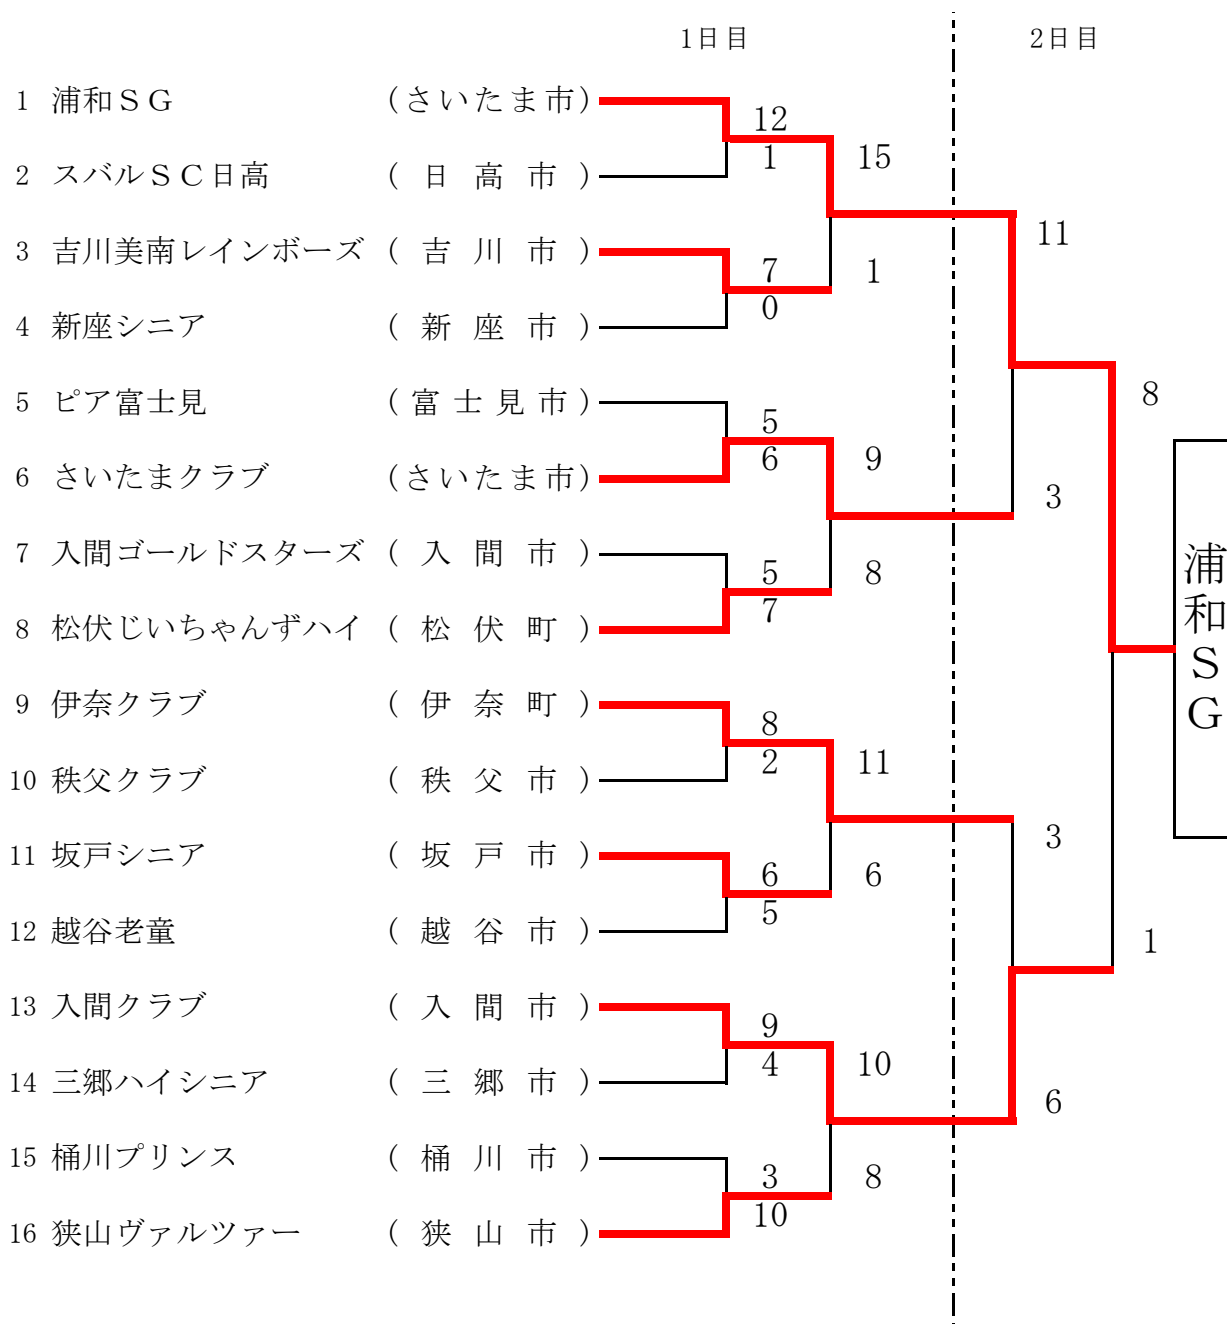 1日目
2日目
1 浦和ＳＧ (さいたま市)
12
1
15
2 スバルＳＣ日高 ( 日 高 市 )
11
3 吉川美南レインボーズ ( 吉 川 市 )
7
0
1
4 新座シニア ( 新 座 市 )
8
5 ピア富士見 ( 富 士 見 市 )
5
6
9
6 さいたまクラブ (さいたま市)
3
7 入間ゴールドスターズ ( 入 間 市 )
5
7
8
8 松伏じいちゃんずハイ ( 松 伏 町 )
浦和ＳＧ
9 伊奈クラブ ( 伊 奈 町 )
8
2
11
10 秩父クラブ ( 秩 父 市 )
3
11 坂戸シニア ( 坂 戸 市 )
6
5
6
12 越谷老童 ( 越 谷 市 )
1
13 入間クラブ ( 入 間 市 )
9
4
10
14 三郷ハイシニア ( 三 郷 市 )
6
15 桶川プリンス ( 桶 川 市 )
3
10
8
16 狭山ヴァルツァー ( 狭 山 市 )